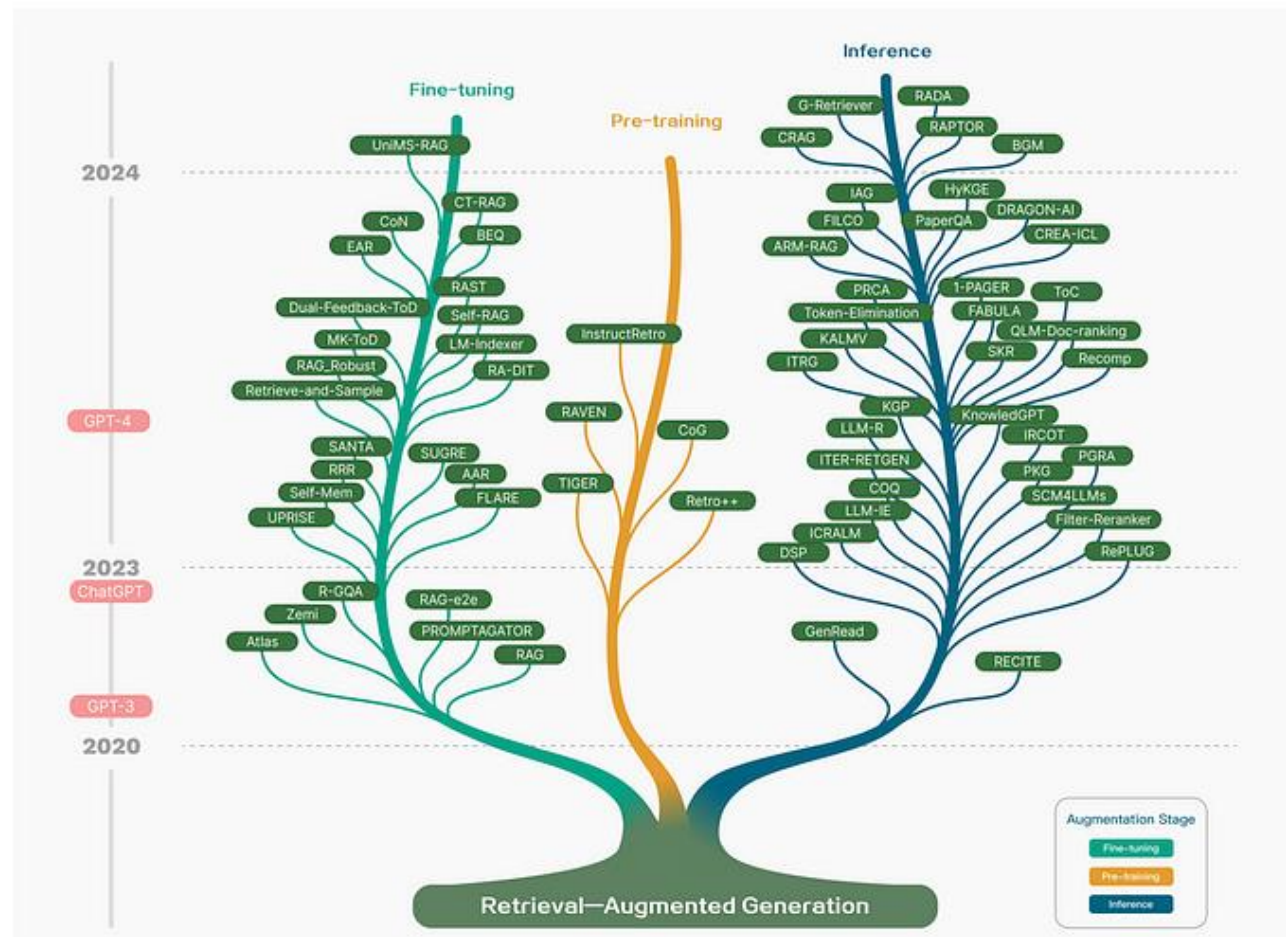 Inference
Fine-tuning
Pre-training
2024
2023
2020
GPT-4
ChatGPT
GPT-3
UniMS-RAG
CT-RAG
CoN
BEQ
EAR
RAST
Dual-Feedback-ToD
Self-RAG
MK-ToD
LM-Indexer
RAG_Robust
RA-DIT
Retrieve-and-Sample
SANTA
SUGRE
RRR
AAR
Self-Mem
FLARE
UPRISE
R-GQA
RAG-e2e
Zemi
PROMPTAGATOR
Atlas
RAG
InstructRetro
RAVEN
CoG
TIGER
Retro++
G-Retriever
RADA
CRAG
RAPTOR
BGM
IAG
HyKGE
FILCO
PaperQA
DRAGON-AI
ARM-RAG
CREA-ICL
PRCA
1-PAGER
ToC
Token-Elimination
FABULA
KALMV
QLM-Doc-ranking
ITRG
SKR
Recomp
KGP
KnowledGPT
LLM-R
IRCOT
ITER-RETGEN
PKG
PGRA
COQ
SCM4LLMs
LLM-IE
Filter-Reranker
ICRALM
DSP
RePLUG
GenRead
RECITE
Augmentation Stage
Fine-tuning
Pre-training
Inference
Retrieval—Augmented Generation